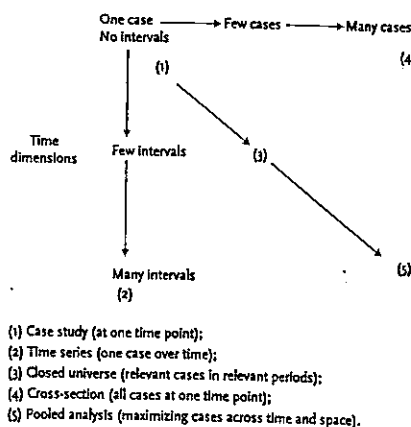 One case Few cases Many cases
No intervals
(4)
(1)
Time
dimensions
Few intervals
(3)
(5)
Many intervals
(2)
(1) Case study (at one time point);
(2) Time series (one case over time);
(3) Closed universe (relevant cases in relevant periods);
(4) Cross-section (all cases at one time point);
(5) Pooled analysis (maximizing cases across time and space).